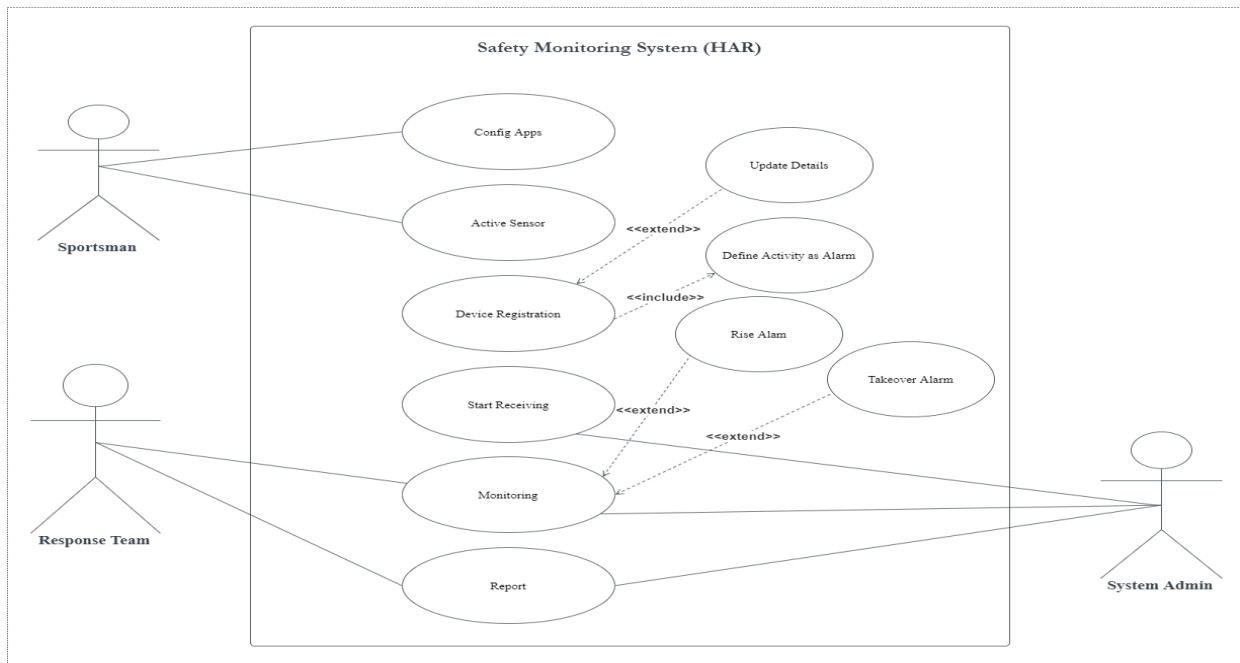 Safety Monitoring System (HAR)
Config Apps
Update Details
Active Sensor
<<extend>>
Sportsman
Define Activity as Alarm
<<include>>
Device Registration
Rise Alam
Takeover Alarm
Start Receiving
<<extend>>
<<extend>>
Monitoring
Response Team
Report
System Admin